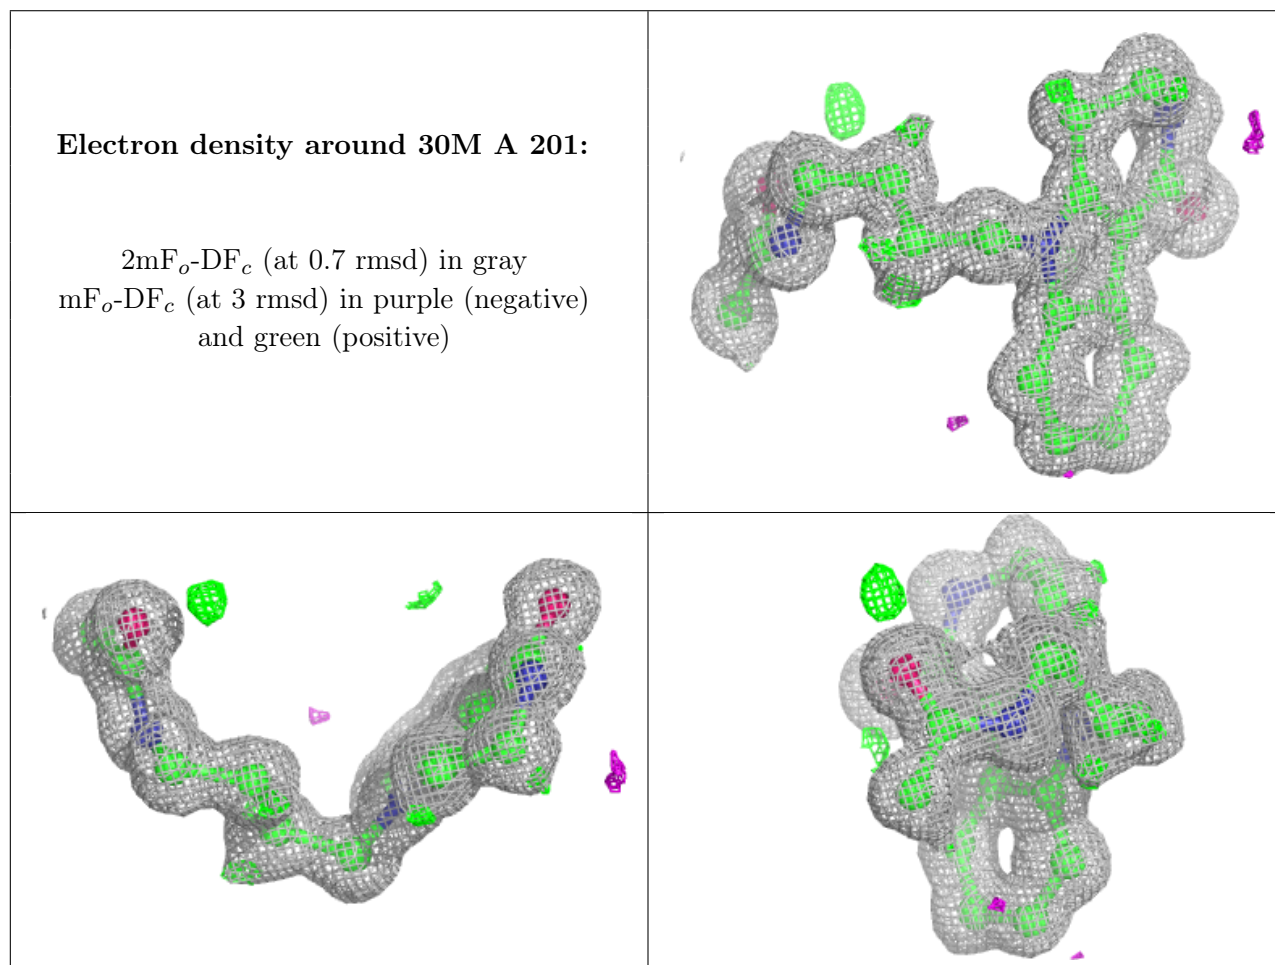 Electron density around 30M A 201:
2mFo-DFc (at 0.7 rmsd) in gray
mFo-DFc (at 3 rmsd) in purple (negative)
and green (positive)